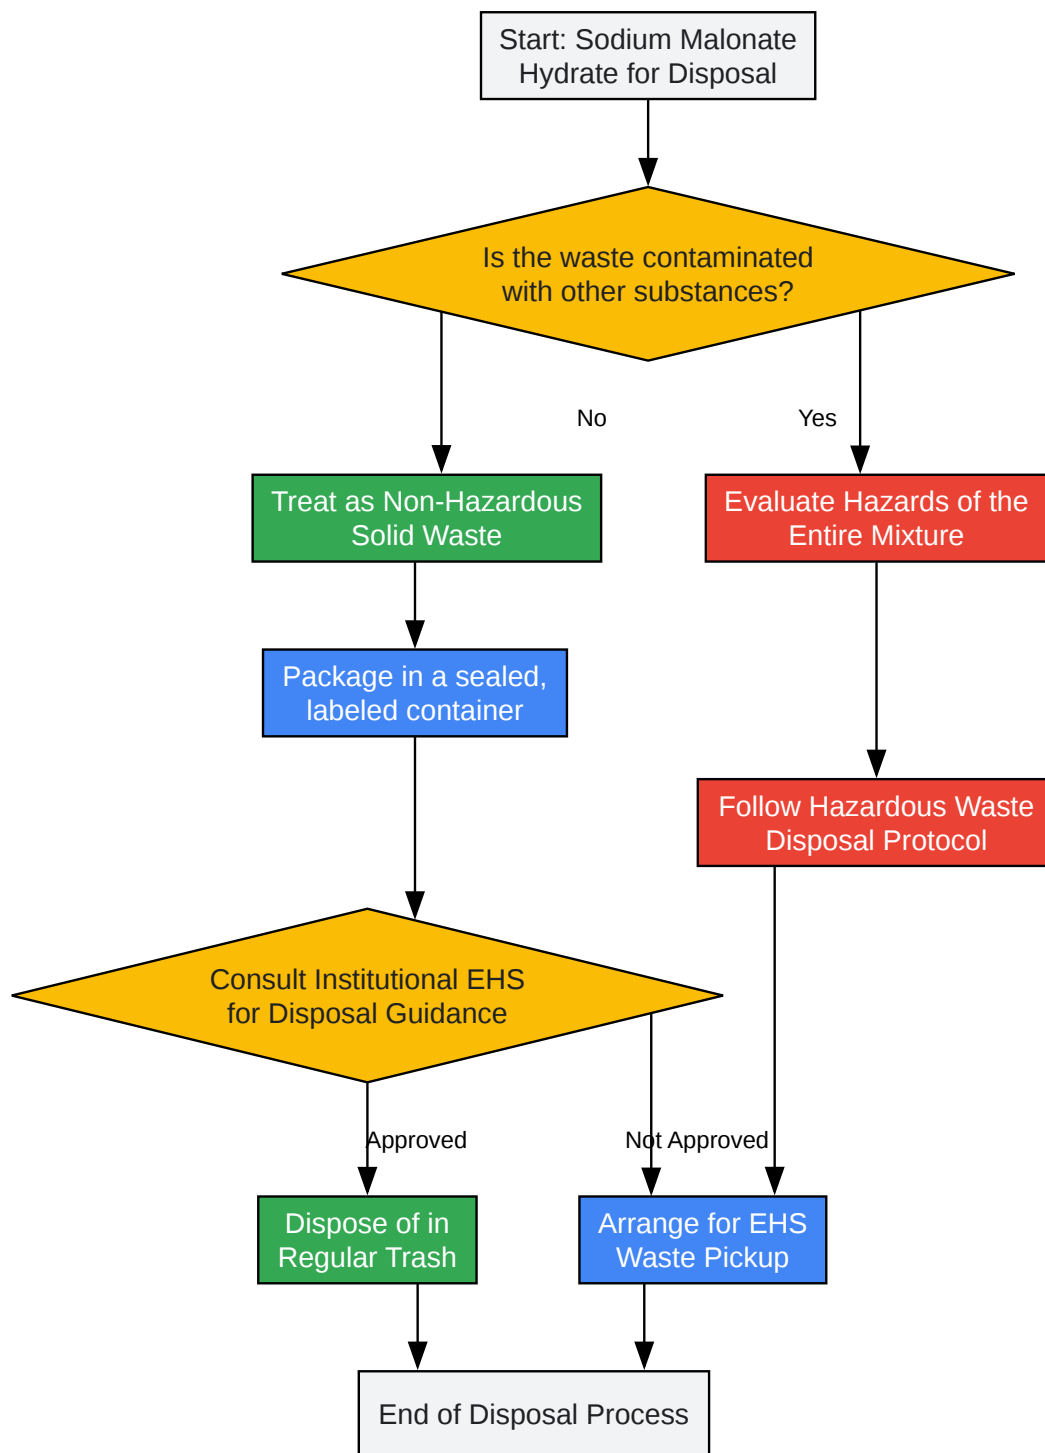 Start: Sodium Malonate
Hydrate for Disposal
Is the waste contaminated
with other substances?
No
Yes
Treat as Non-Hazardous
Solid Waste
Evaluate Hazards of the
Entire Mixture
Package in a sealed,
labeled container
Follow Hazardous Waste
Disposal Protocol
Consult Institutional EHS
for Disposal Guidance
Approved
Not Approved
Dispose of in
Regular Trash
Arrange for EHS
Waste Pickup
End of Disposal Process